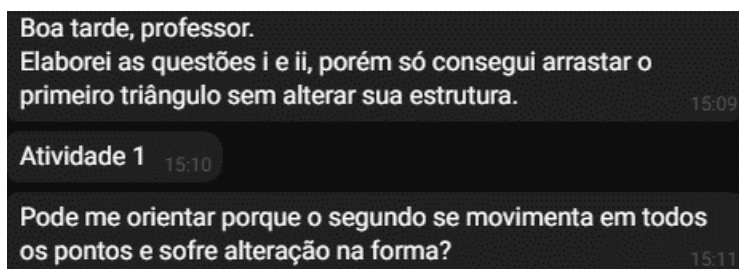 Boa tarde, professor.
Elaborei as questões i e ii, porém só consegui arrastar o
primeiro triângulo sem alterar sua estrutura.
15:09
Atividade 1 15:10
Pode me orientar porque o segundo se movimenta em todos
os pontos e sofre alteração na forma?
15:11